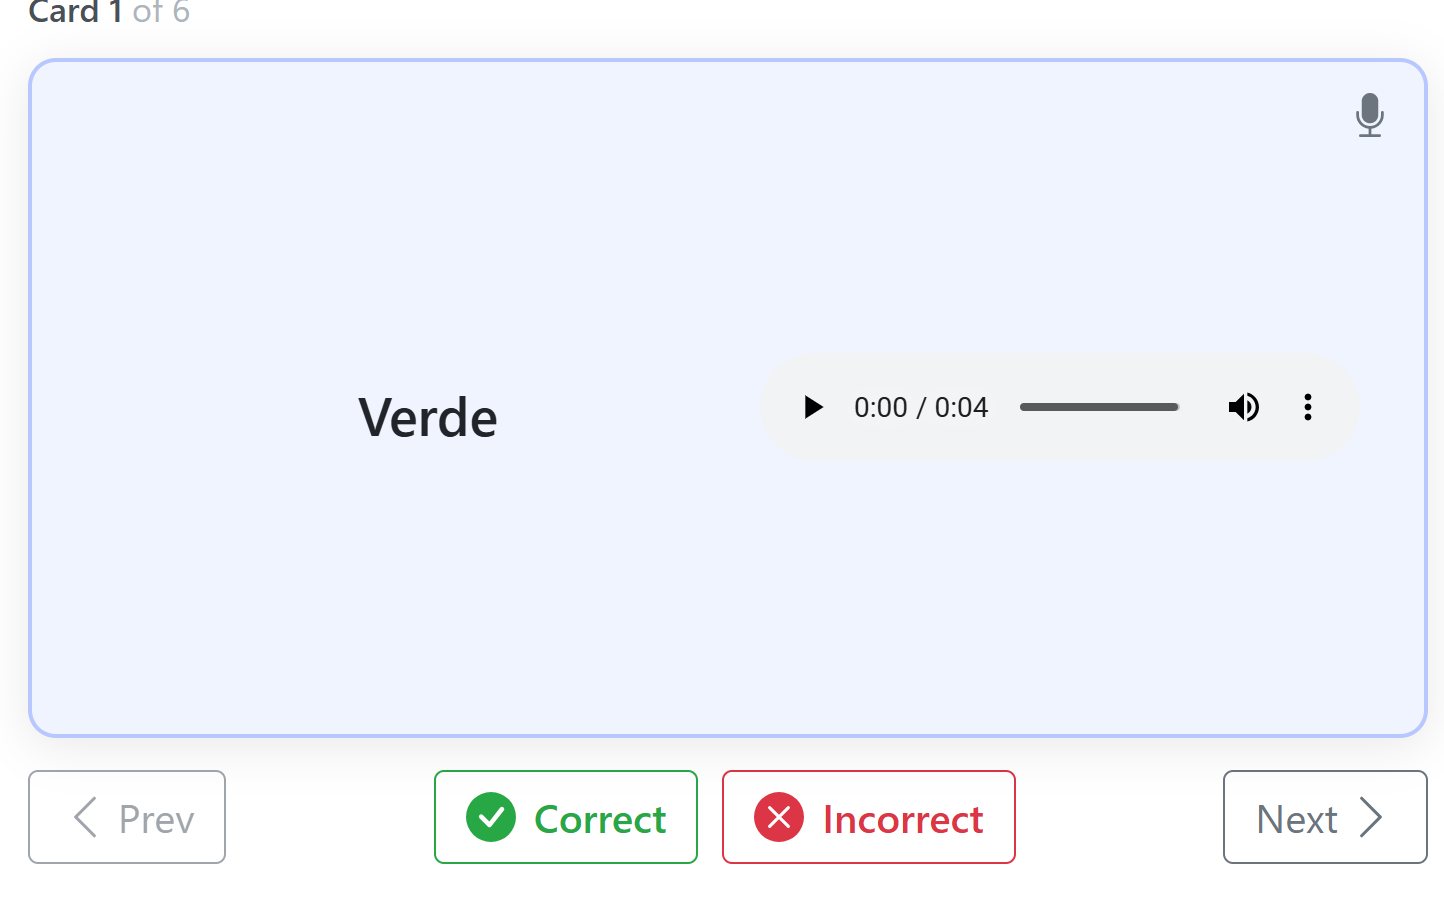 Card 1 of 6
Verde
0:00 / 0:04
Prev
Correct
Incorrect
Next